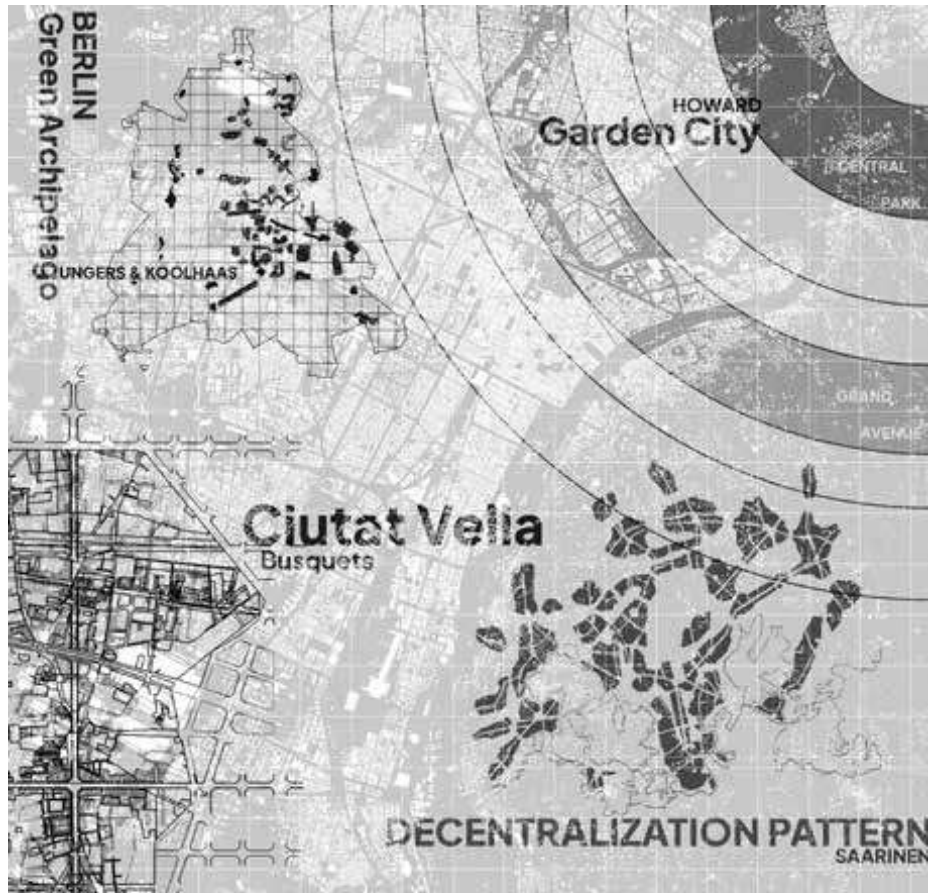 BERLIN
Green Archipelago
UNGERS & KOOLHAAS
HOWARD
Garden City
CENTRAL
PARK
GRAND
AVENUE
Ciutat Vella
Busquets
DECENTRALIZATION PATTERN
SAARINEN